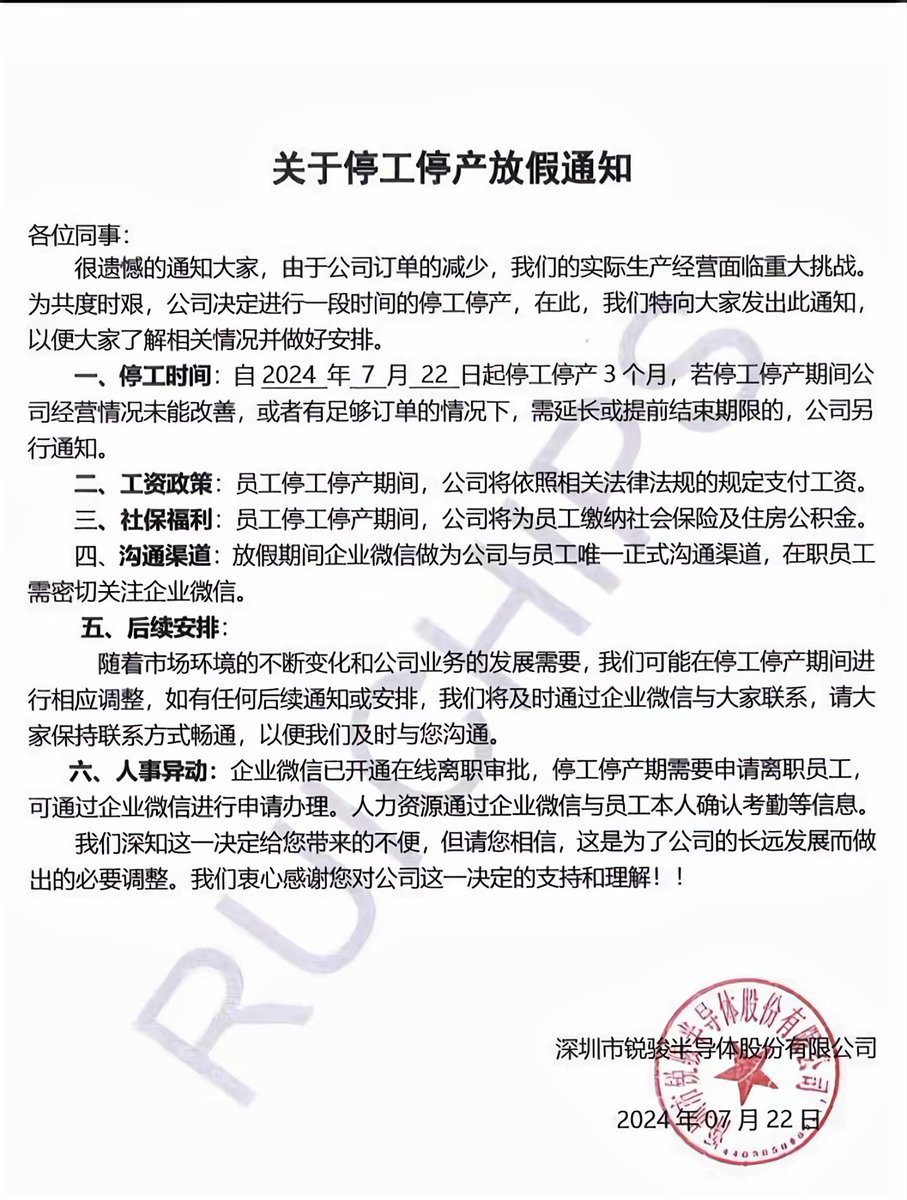 关于停工停产放假通知
各位同事：
很遗憾的通知大家，由于公司订单的减少，我们的实际生产经营面临重大挑战。
为共度时艰，公司决定进行一段时间的停工停产，在此，我们特向大家发出此通知，
以便大家了解相关情况并做好安排。
一、停工时间：自 2024 年 7 月 22 日起停工停产 3 个月，若停工停产期间公
司经营情况未能改善，或者有足够订单的情况下，需延长或提前结束期限的，公司另
行通知。
二、工资政策：员工停工停产期间，公司将依照相关法律法规的规定支付工资。
三、社保福利：员工停工停产期间，公司将为员工缴纳社会保险及住房公积金。
四、沟通渠道：放假期间企业微信做为公司与员工唯一正式沟通渠道，在职员工
需密切关注企业微信。
五、后续安排：
随着市场环境的不断变化和公司业务的发展需要，我们可能在停工停产期间进
行相应调整，如有任何后续通知或安排，我们将及时通过企业微信与大家联系，请大
家保持联系方式畅通，以便我们及时与您沟通。
六、人事异动：企业微信已开通在线离职审批，停工停产期需要申请离职员工，
可通过企业微信进行申请办理。人力资源通过企业微信与员工本人确认考勤等信息。
我们深知这一决定给您带来的不便，但请您相信，这是为了公司的长远发展而做
出的必要调整。我们衷心感谢您对公司这一决定的支持和理解！！
深圳市锐骏半导体股份有限公司
2024 年 07 月 22 日
深圳市锐骏半导体股份有限公司
RUICHIPS